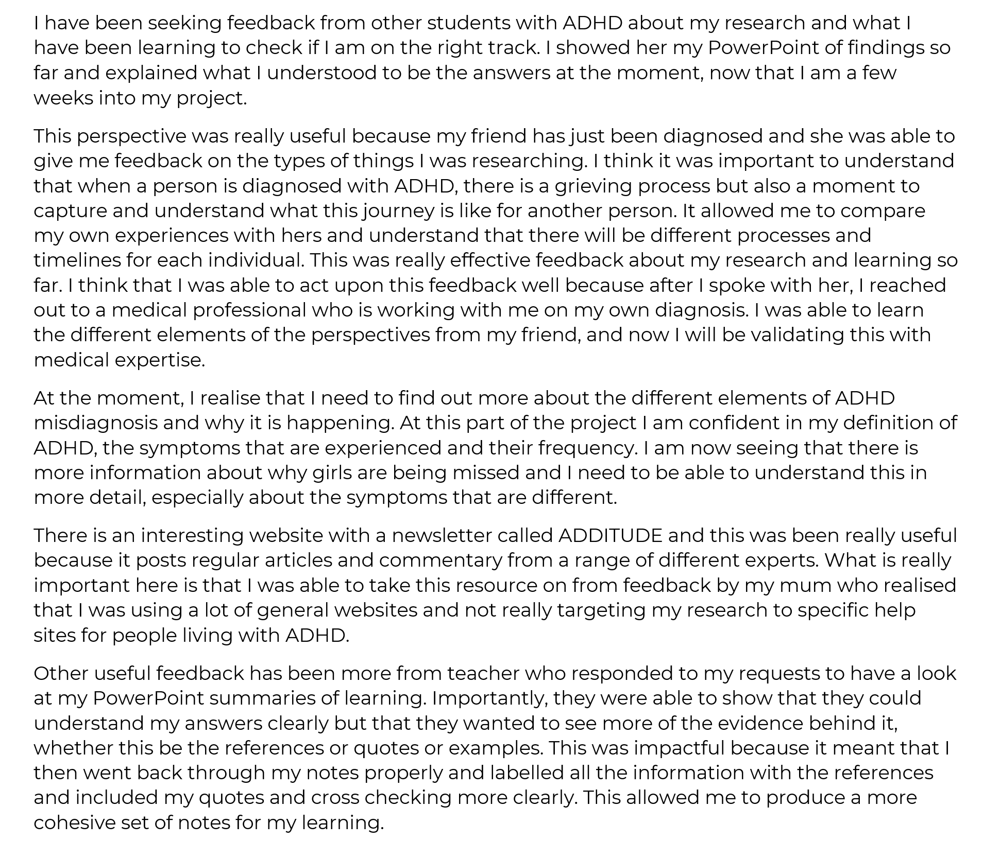 I have been seeking feedback from other students with ADHD about my research and what I
have been learning to check if I am on the right track. I showed her my PowerPoint of findings so
far and explained what I understood to be the answers at the moment, now that I am a few
weeks into my project.
This perspective was really useful because my friend has just been diagnosed and she was able to
give me feedback on the types of things I was researching. I think it was important to understand
that when a person is diagnosed with ADHD, there is a grieving process but also a moment to
capture and understand what this journey is like for another person. It allowed me to compare
my own experiences with hers and understand that there will be different processes and
timelines for each individual. This was really effective feedback about my research and learning so
far. I think that I was able to act upon this feedback well because after I spoke with her, I reached
out to a medical professional who is working with me on my own diagnosis. I was able to learn
the different elements of the perspectives from my friend, and now I will be validating this with
medical expertise.
At the moment, I realise that I need to find out more about the different elements of ADHD
misdiagnosis and why it is happening. At this part of the project I am confident in my definition of
ADHD, the symptoms that are experienced and their frequency. I am now seeing that there is
more information about why girls are being missed and I need to be able to understand this in
more detail, especially about the symptoms that are different.
There is an interesting website with a newsletter called ADDITUDE and this was been really useful
because it posts regular articles and commentary from a range of different experts. What is really
important here is that I was able to take this resource on from feedback by my mum who realised
that I was using a lot of general websites and not really targeting my research to specific help
sites for people living with ADHD.
Other useful feedback has been more from teacher who responded to my requests to have a look
at my PowerPoint summaries of learning. Importantly, they were able to show that they could
understand my answers clearly but that they wanted to see more of the evidence behind it,
whether this be the references or quotes or examples. This was impactful because it meant that I
then went back through my notes properly and labelled all the information with the references
and included my quotes and cross checking more clearly. This allowed me to produce a more
cohesive set of notes for my learning.